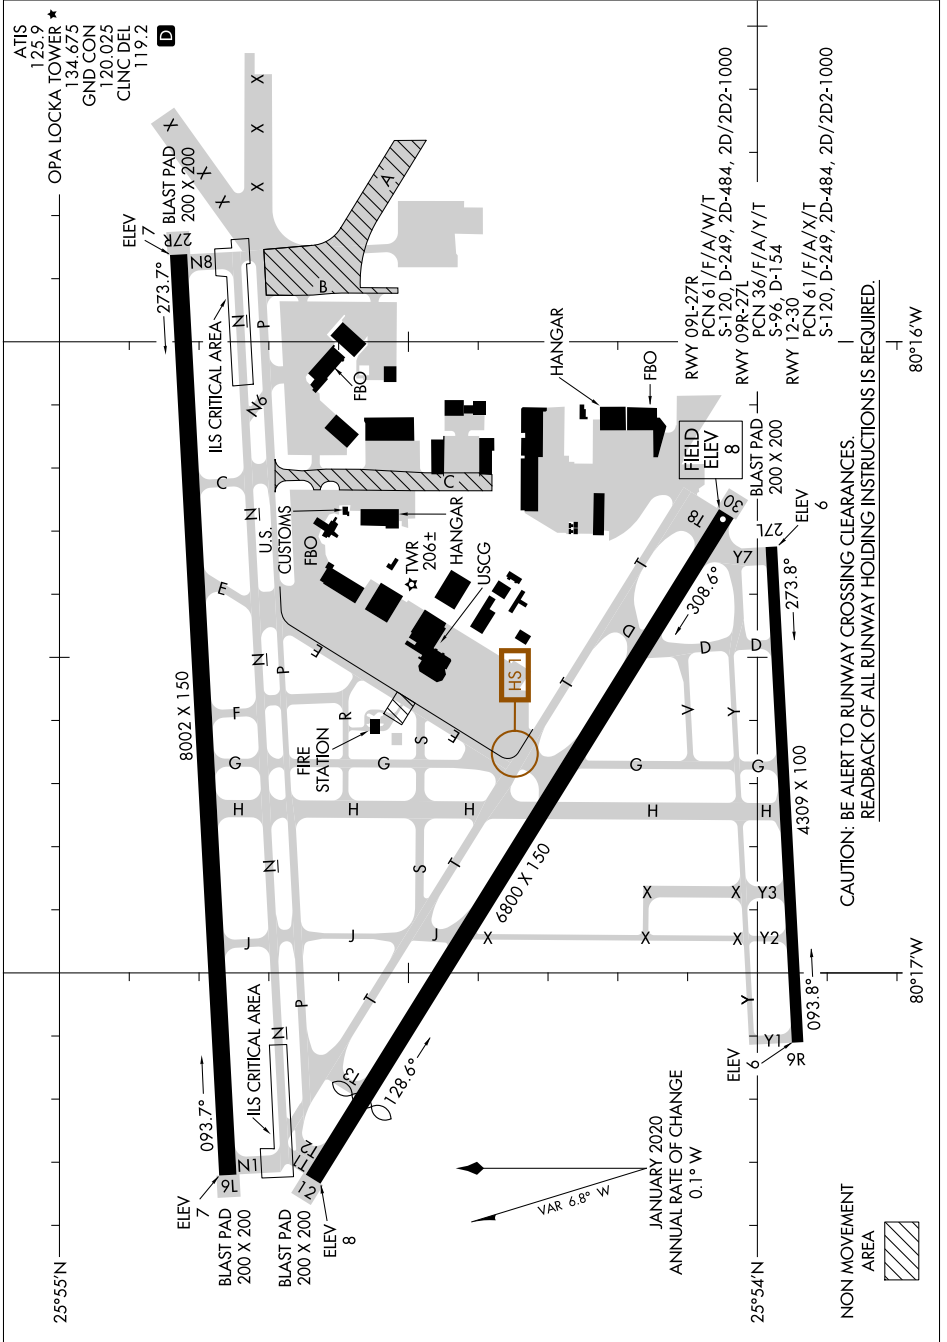 ATIS
125.9
OPA LOCKA TOWER ★
134.675
GND CON
120.025
CLNC DEL
119.2
D
ELEV
7
27R
BLAST PAD
200 X 200
273.7°
N8
X
X
X
X
X
X
A
B
ILS CRITICAL AREA
N
P
N6
C
N
E
N
P
F
G
H
N
J
8002 X 150
ILS CRITICAL AREA
N
P
093.7°
N1
9L
ELEV
7
BLAST PAD
200 X 200
BLAST PAD
200 X 200
12
ELEV
8
T1
T2
T3
128.6°
FBO
C
U.S.
CUSTOMS
FBO
HANGAR
TWR
206±
HANGAR
USCG
HANGAR
FBO
E
E
R
FIRE
STATION
S
G
H
H
S
J
J
T
T
T
T
HS 1
6800 X 150
D
308.6°
T8
30
FIELD
ELEV
8
BLAST PAD
200 X 200
27L
ELEV
6
Y7
273.8°
D
D
V
Y
G
G
H
H
X
X
X
X
X
Y3
Y2
Y
Y1
4309 X 100
093.8°
9R
ELEV
6
RWY 09L-27R
PCN 61/F/A/W/T
S-120, D-249, 2D-484, 2D/2D2-1000
RWY 09R-27L
PCN 36/F/A/Y/T
S-96, D-154
RWY 12-30
PCN 61/F/A/X/T
S-120, D-249, 2D-484, 2D/2D2-1000
CAUTION: BE ALERT TO RUNWAY CROSSING CLEARANCES.
READBACK OF ALL RUNWAY HOLDING INSTRUCTIONS IS REQUIRED.
VAR 6.8° W
JANUARY 2020
ANNUAL RATE OF CHANGE
0.1° W
NON MOVEMENT
AREA
25°55'N
25°54'N
80°16'W
80°17'W